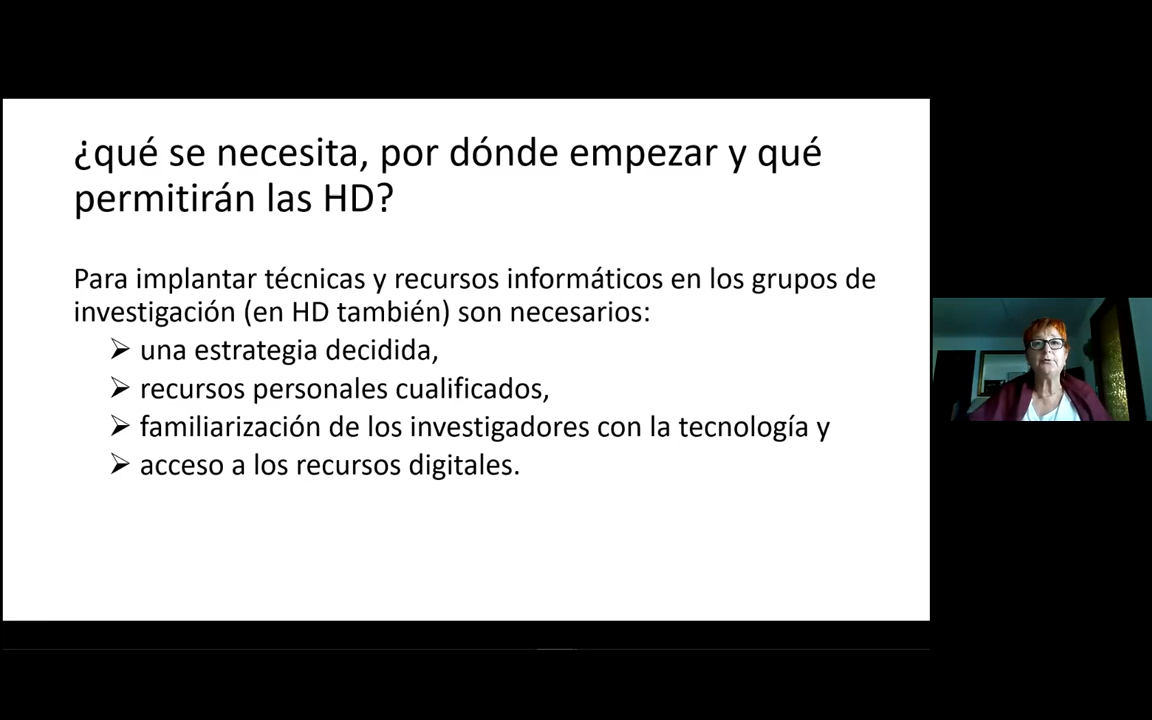 ¿qué se necesita, por dónde empezar y qué
permitirán las HD?
Para implantar técnicas y recursos informáticos en los grupos de
investigación (en HD también) son necesarios:
➢ una estrategia decidida,
➢ recursos personales cualificados,
➢ familiarización de los investigadores con la tecnología y
➢ acceso a los recursos digitales.